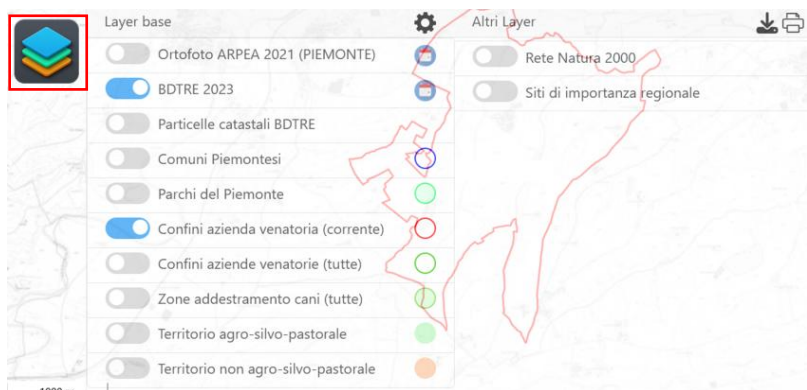 Layer base
Ortofoto ARPEA 2021 (PIEMONTE)
BDTRE 2023
Particelle catastali BDTRE
Comuni Piemontesi
Parchi del Piemonte
Confini azienda venatoria (corrente)
Confini aziende venatorie (tutte)
Zone addestramento cani (tutte)
Territorio agro-silvo-pastorale
Territorio non agro-silvo-pastorale
Altri Layer
Rete Natura 2000
Siti di importanza regionale